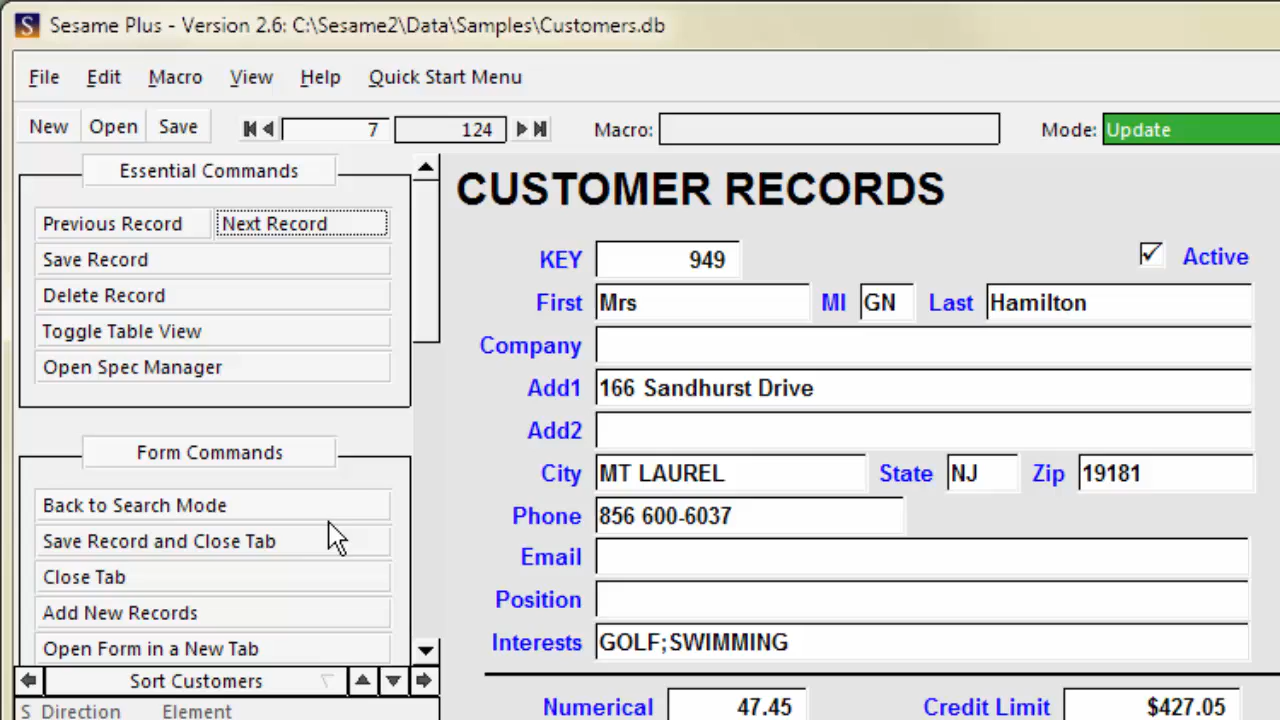 Sesame Plus - Version 2.6: C:\Sesame2\Data\Samples\Customers.db
File Edit Macro View Help Quick Start Menu
New Open Save 7 124 Macro: Mode: Update
Essential Commands
Previous Record Next Record
Save Record
Delete Record
Toggle Table View
Open Spec Manager
Form Commands
Back to Search Mode
Save Record and Close Tab
Close Tab
Add New Records
Open Form in a New Tab
Sort Customers
S Direction Element
CUSTOMER RECORDS
KEY 949 Active
First Mrs MI GN Last Hamilton
Company
Add1 166 Sandhurst Drive
Add2
City MT LAUREL State NJ Zip 19181
Phone 856 600-6037
Email
Position
Interests GOLF;SWIMMING
Numerical 47.45 Credit Limit $427.05